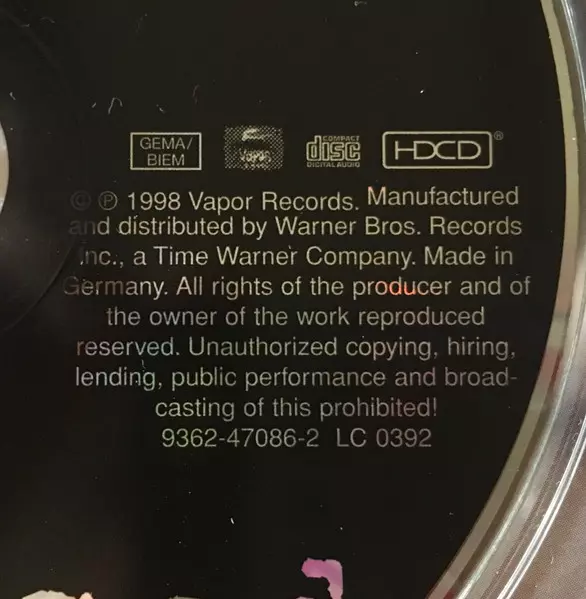 GEMA/
BIEM
Vapor
COMPACT
disc
DIGITAL AUDIO
HDCD®
© ℗ 1998 Vapor Records. Manufactured
and distributed by Warner Bros. Records
Inc., a Time Warner Company. Made in
Germany. All rights of the producer and of
the owner of the work reproduced
reserved. Unauthorized copying, hiring,
lending, public performance and broad-
casting of this prohibited!
9362-47086-2 LC 0392